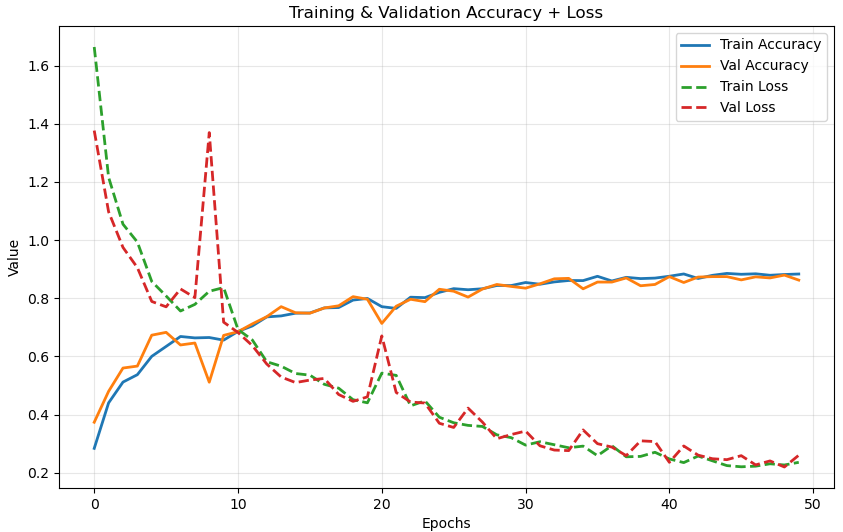 Training & Validation Accuracy + Loss
Train Accuracy
Val Accuracy
Train Loss
Val Loss
Value
1.6
1.4
1.2
1.0
0.8
0.6
0.4
0.2
0 10 20 30 40 50
Epochs